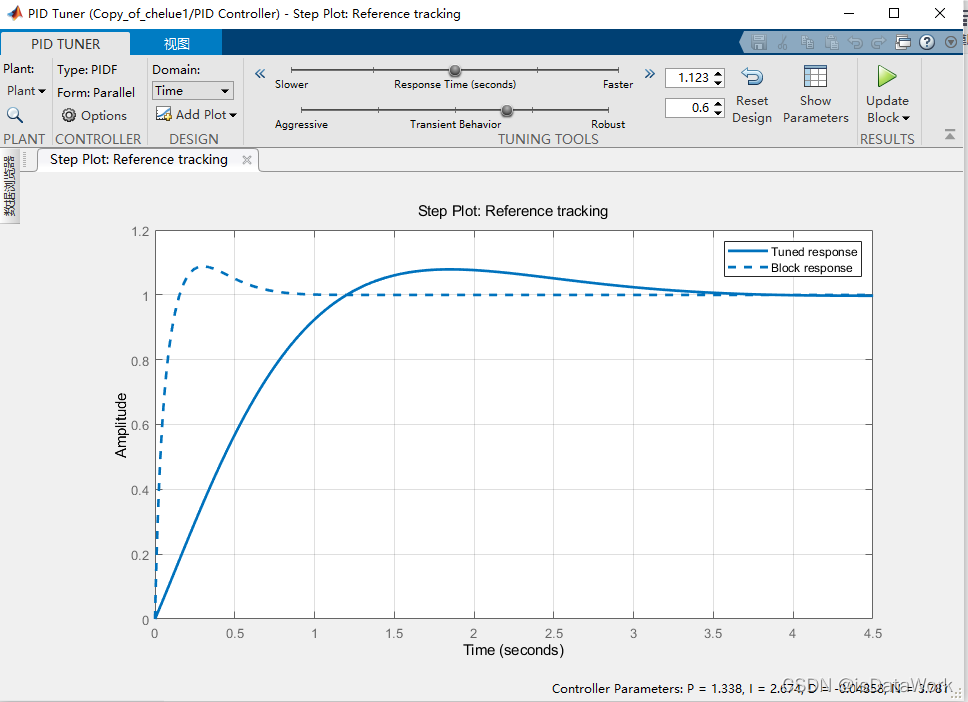 PID Tuner (Copy_of_chelue1/PID Controller) - Step Plot: Reference tracking
PID TUNER
视图
Plant:
Plant
PLANT
Type: PIDF
Form: Parallel
Options
CONTROLLER
Domain:
Time
Add Plot
DESIGN
Slower
Response Time (seconds)
Faster
1.123
Aggressive
Transient Behavior
Robust
0.6
Reset
Design
Show
Parameters
TUNING TOOLS
Update
Block
RESULTS
数据浏览器
Step Plot: Reference tracking
Step Plot: Reference tracking
Tuned response
Block response
Amplitude
1.2
1
0.8
0.6
0.4
0.2
0
0 0.5 1 1.5 2 2.5 3 3.5 4 4.5
Time (seconds)
Controller Parameters: P = 1.338, I = 2.674, D = -0.04858, N = 3.781
CSDN @isDataWork